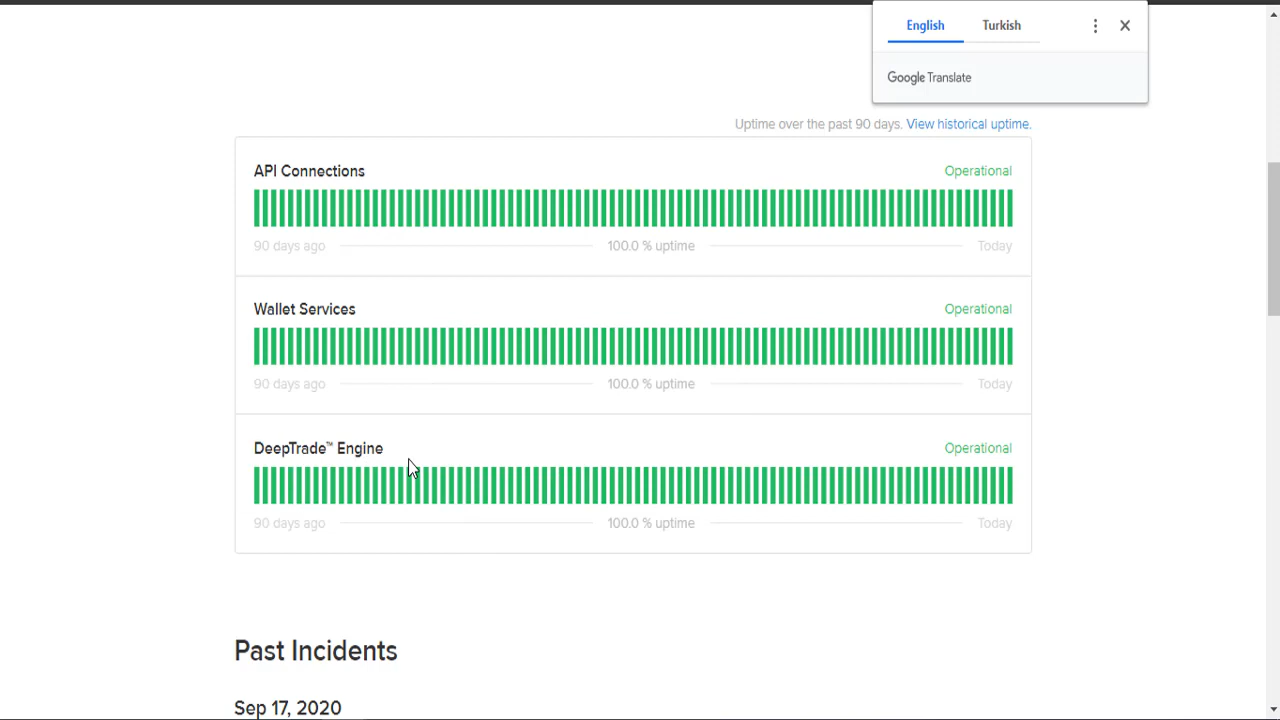 English Turkish
Google Translate
Uptime over the past 90 days. View historical uptime.
API Connections Operational
90 days ago 100.0 % uptime Today
Wallet Services Operational
90 days ago 100.0 % uptime Today
DeepTrade™ Engine Operational
90 days ago 100.0 % uptime Today
Past Incidents
Sep 17, 2020